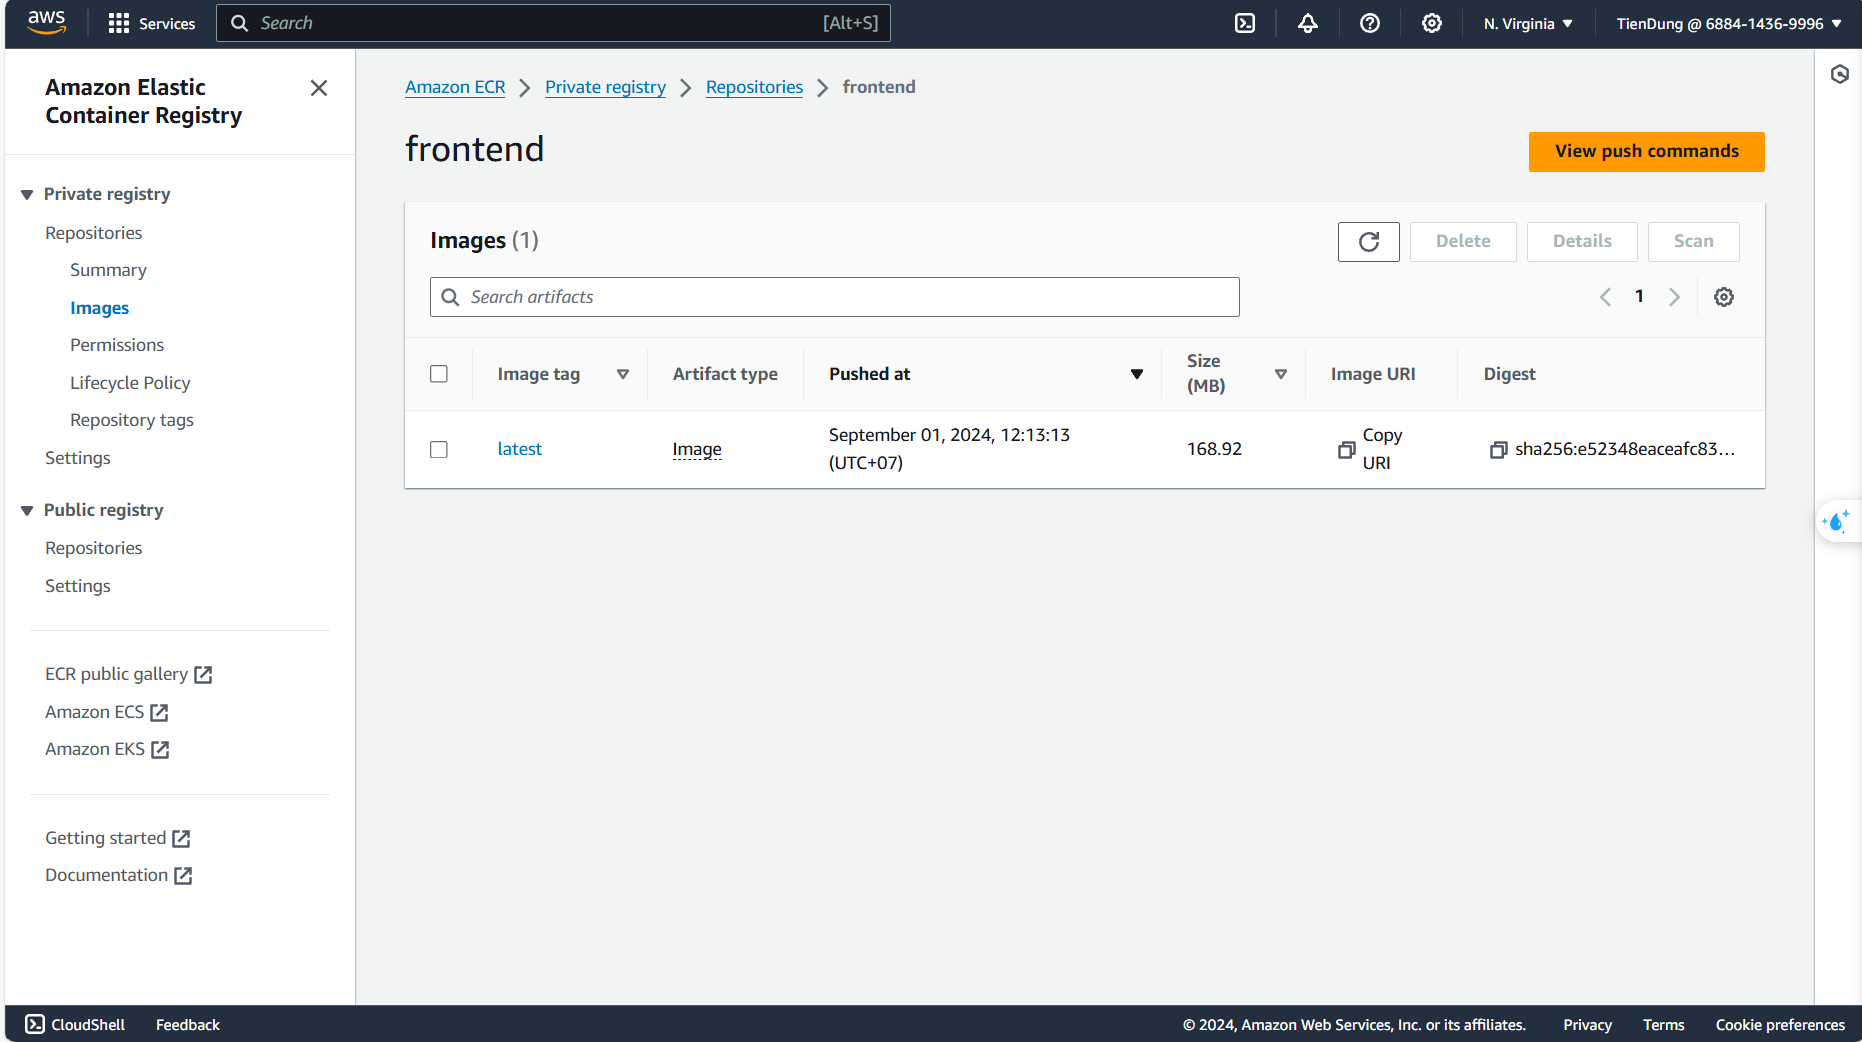 aws
Services
Search
[Alt+S]
N. Virginia
TienDung @ 6884-1436-9996
Amazon Elastic
Container Registry
Private registry
Repositories
Summary
Images
Permissions
Lifecycle Policy
Repository tags
Settings
Public registry
Repositories
Settings
ECR public gallery
Amazon ECS
Amazon EKS
Getting started
Documentation
Amazon ECR
Private registry
Repositories
frontend
frontend
View push commands
Images (1)
Delete
Details
Scan
Search artifacts
1
Image tag
Artifact type
Pushed at
Size
(MB)
Image URI
Digest
latest
Image
September 01, 2024, 12:13:13
(UTC+07)
168.92
Copy
URI
sha256:e52348eaceafc83...
CloudShell
Feedback
© 2024, Amazon Web Services, Inc. or its affiliates.
Privacy
Terms
Cookie preferences